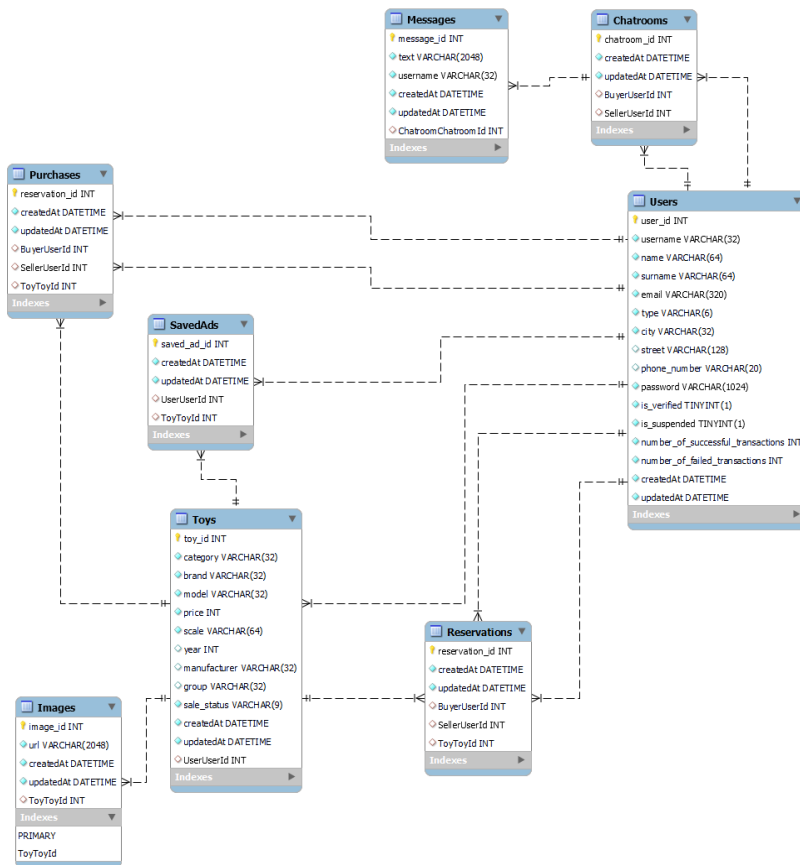 Messages
message_id INT
text VARCHAR(2048)
username VARCHAR(32)
createdAt DATETIME
updatedAt DATETIME
ChatroomChatroomId INT
Indexes
Chatrooms
chatroom_id INT
createdAt DATETIME
updatedAt DATETIME
BuyerUserId INT
SellerUserId INT
Indexes
Purchases
reservation_id INT
createdAt DATETIME
updatedAt DATETIME
BuyerUserId INT
SellerUserId INT
ToyToyId INT
Indexes
Users
user_id INT
username VARCHAR(32)
name VARCHAR(64)
surname VARCHAR(64)
email VARCHAR(320)
type VARCHAR(6)
city VARCHAR(32)
street VARCHAR(128)
phone_number VARCHAR(20)
password VARCHAR(1024)
is_verified TINYINT(1)
is_suspended TINYINT(1)
number_of_successful_transactions INT
number_of_failed_transactions INT
createdAt DATETIME
updatedAt DATETIME
Indexes
SavedAds
saved_ad_id INT
createdAt DATETIME
updatedAt DATETIME
UserUserId INT
ToyToyId INT
Indexes
Toys
toy_id INT
category VARCHAR(32)
brand VARCHAR(32)
model VARCHAR(32)
price INT
scale VARCHAR(64)
year INT
manufacturer VARCHAR(32)
group VARCHAR(32)
sale_status VARCHAR(9)
createdAt DATETIME
updatedAt DATETIME
UserUserId INT
Indexes
Reservations
reservation_id INT
createdAt DATETIME
updatedAt DATETIME
BuyerUserId INT
SellerUserId INT
ToyToyId INT
Indexes
Images
image_id INT
url VARCHAR(2048)
createdAt DATETIME
updatedAt DATETIME
ToyToyId INT
Indexes
PRIMARY
ToyToyId